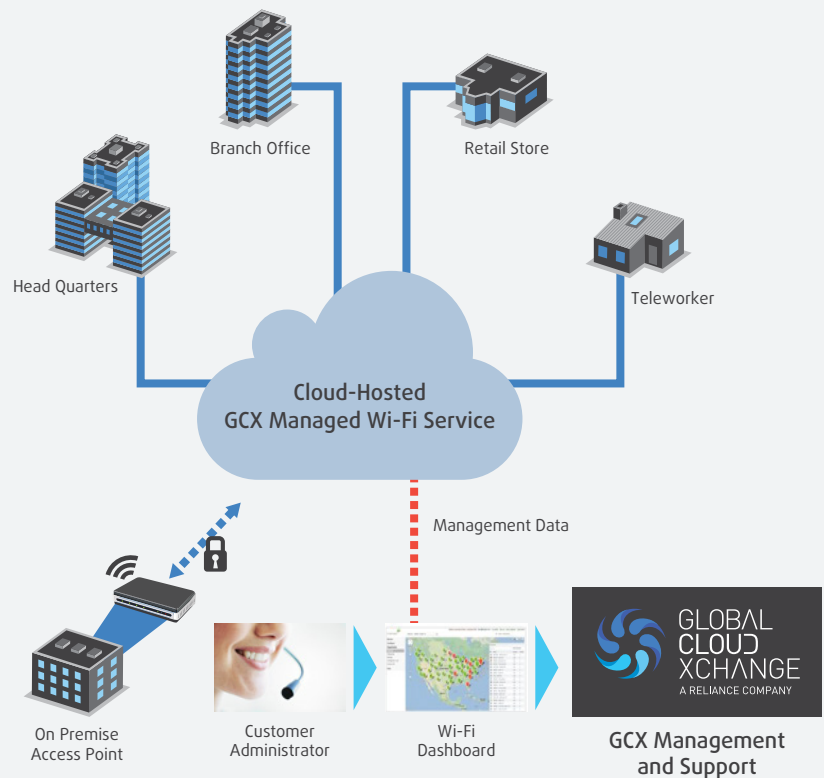 Branch Office
Retail Store
Head Quarters
Teleworker
Cloud-Hosted
GCX Managed Wi-Fi Service
Management Data
GLOBAL
CLOUD
XCHANGE
A RELIANCE COMPANY
On Premise
Access Point
Customer
Administrator
Wi-Fi
Dashboard
GCX Management
and Support